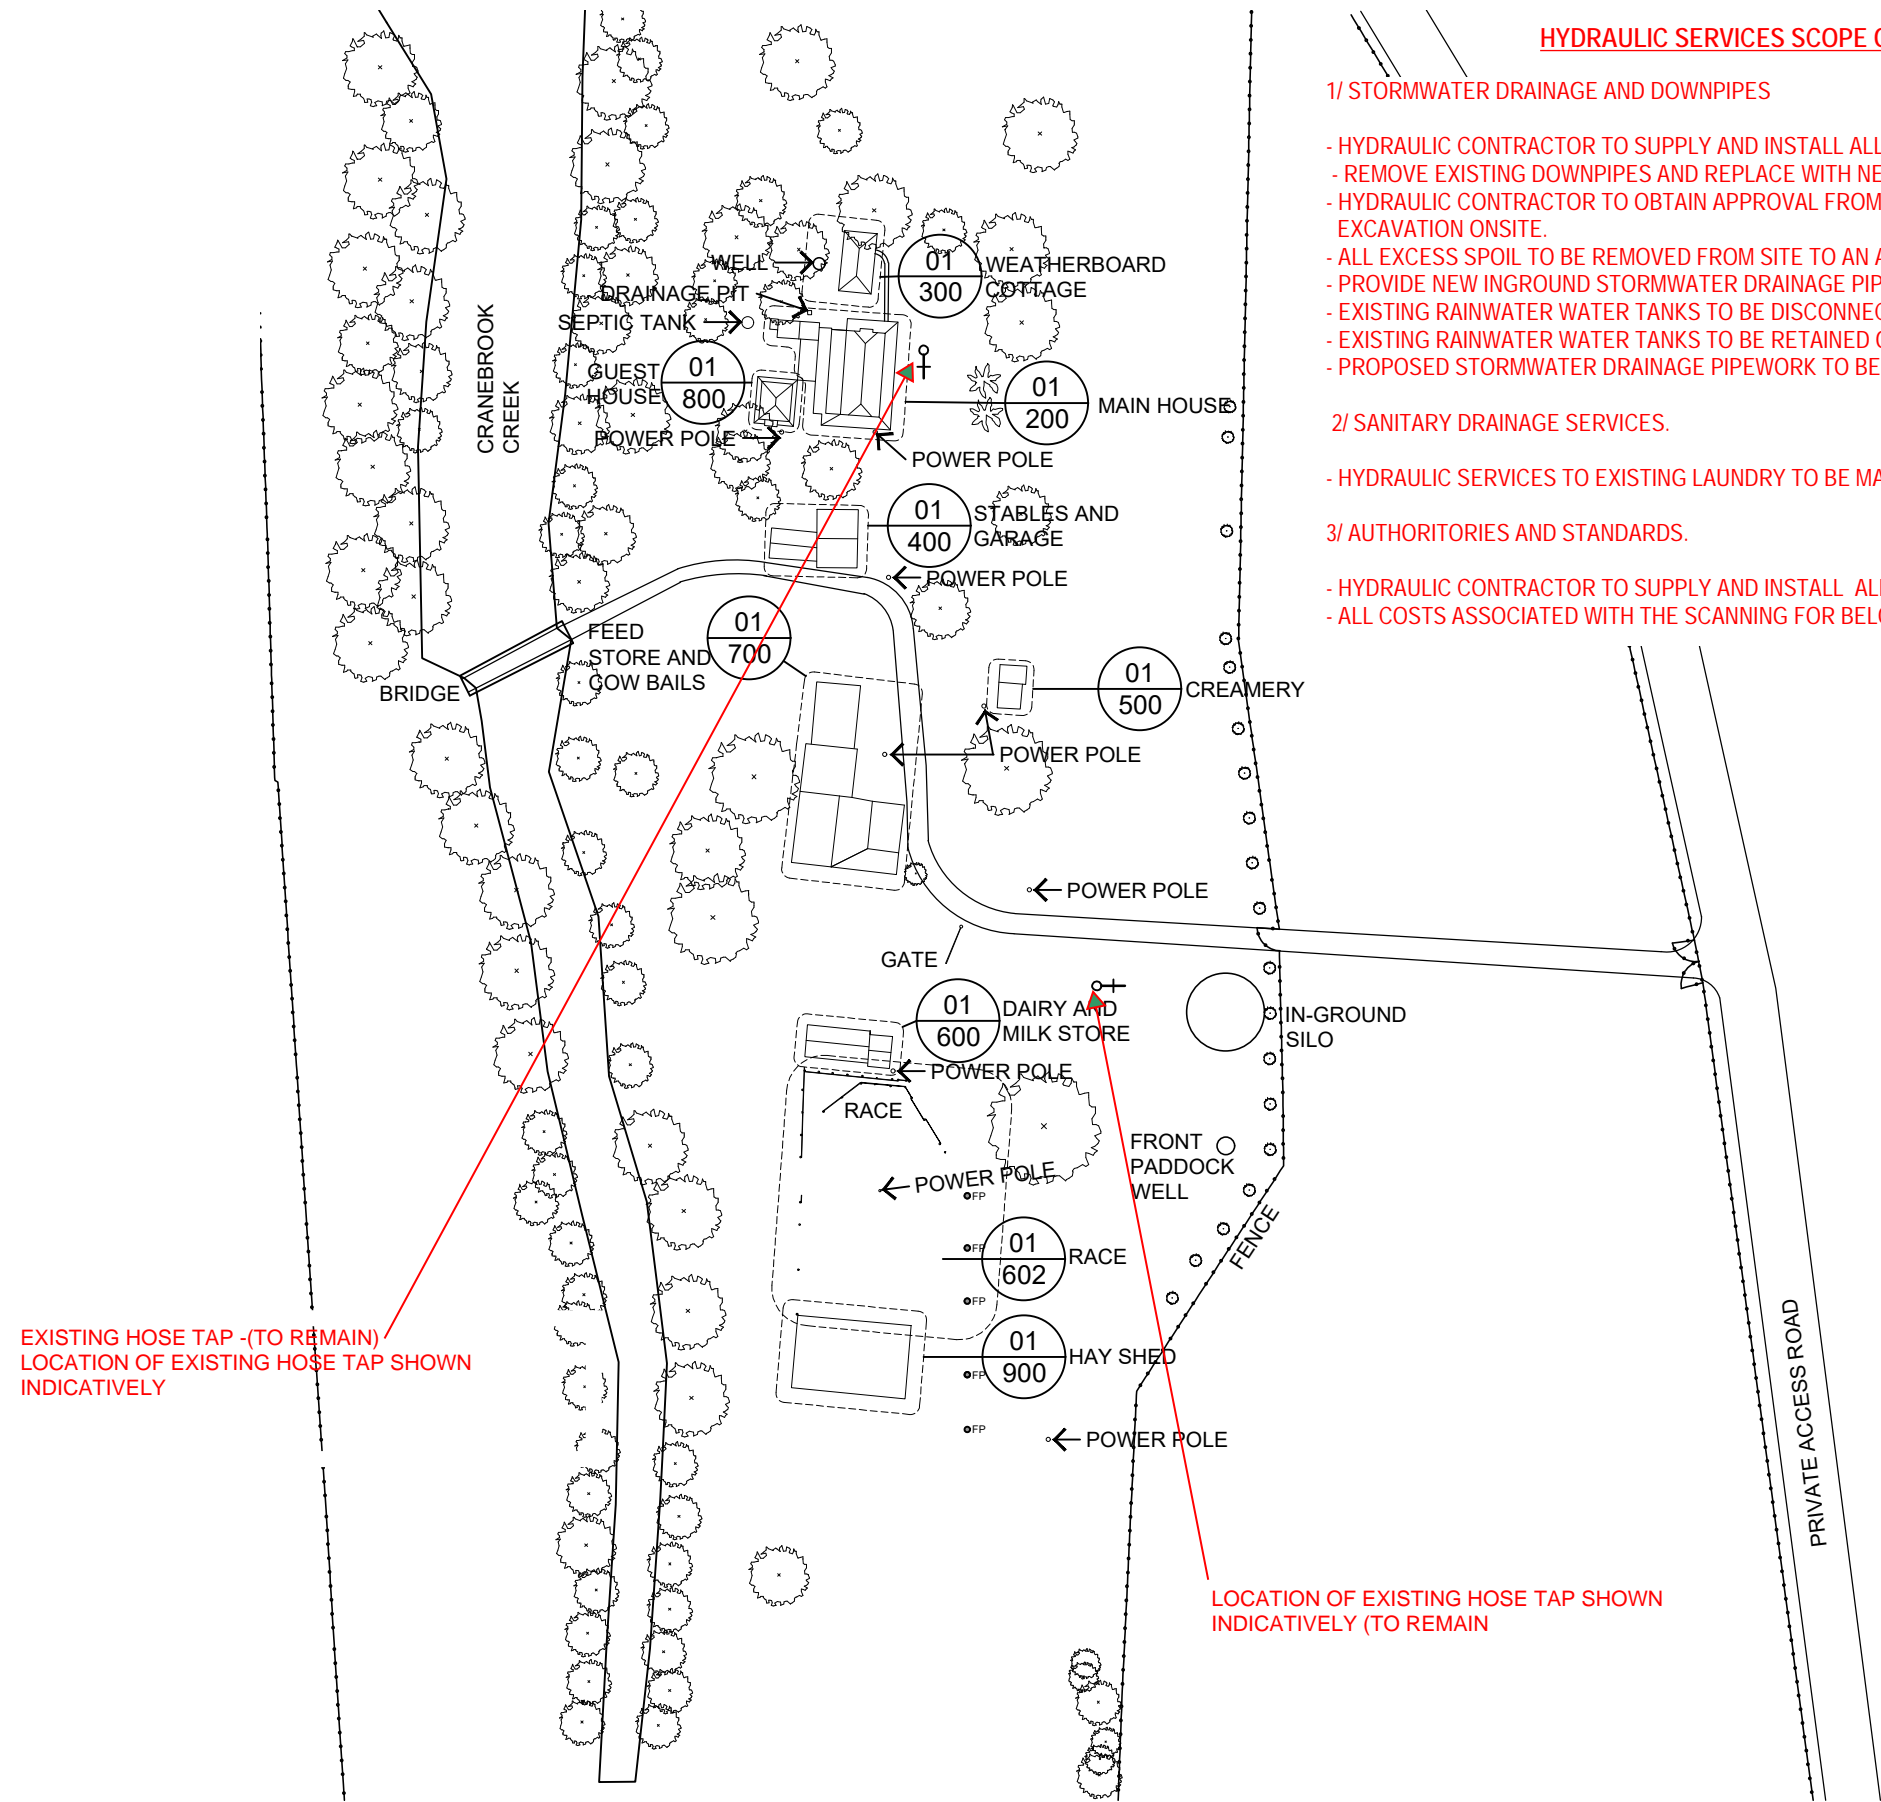 HYDRAULIC SERVICES SCOPE
1/ STORMWATER DRAINAGE AND DOWNPIPES
- HYDRAULIC CONTRACTOR TO SUPPLY AND INSTALL ALL
- REMOVE EXISTING DOWNPIPES AND REPLACE WITH
- HYDRAULIC CONTRACTOR TO OBTAIN APPROVAL FROM
EXCAVATION ONSITE.
- ALL EXCESS SPOIL TO BE REMOVED FROM SITE TO AN
- PROVIDE NEW INGROUND STORMWATER DRAINAGE
- EXISTING RAINWATER WATER TANKS TO BE
- EXISTING RAINWATER WATER TANKS TO BE RETAINED
- PROPOSED STORMWATER DRAINAGE PIPEWORK TO BE
2/ SANITARY DRAINAGE SERVICES.
- HYDRAULIC SERVICES TO EXISTING LAUNDRY TO BE
3/ AUTHORITORIES AND STANDARDS.
- HYDRAULIC CONTRACTOR TO SUPPLY AND INSTALL
- ALL COSTS ASSOCIATED WITH THE SCANNING FOR
WELL
01
300
WEATHERBOARD
COTTAGE
DRAINAGE PIT
SEPTIC TANK
CRANEBROOK
CREEK
GUEST
HOUSE
01
800
01
200
MAIN HOUSE
POWER POLE
POWER POLE
01
400
STABLES AND
GARAGE
POWER POLE
FEED
STORE AND
COW BAILS
01
700
BRIDGE
01
500
CREAMERY
POWER POLE
POWER POLE
GATE
01
600
DAIRY AND
MILK STORE
IN-GROUND
SILO
POWER POLE
RACE
FRONT
PADDOCK
WELL
POWER POLE
FP
FP
01
602
RACE
FENCE
FP
01
900
HAY SHED
FP
FP
POWER POLE
PRIVATE ACCESS ROAD
EXISTING HOSE TAP -(TO REMAIN)
LOCATION OF EXISTING HOSE TAP SHOWN
INDICATIVELY
LOCATION OF EXISTING HOSE TAP SHOWN
INDICATIVELY (TO REMAIN